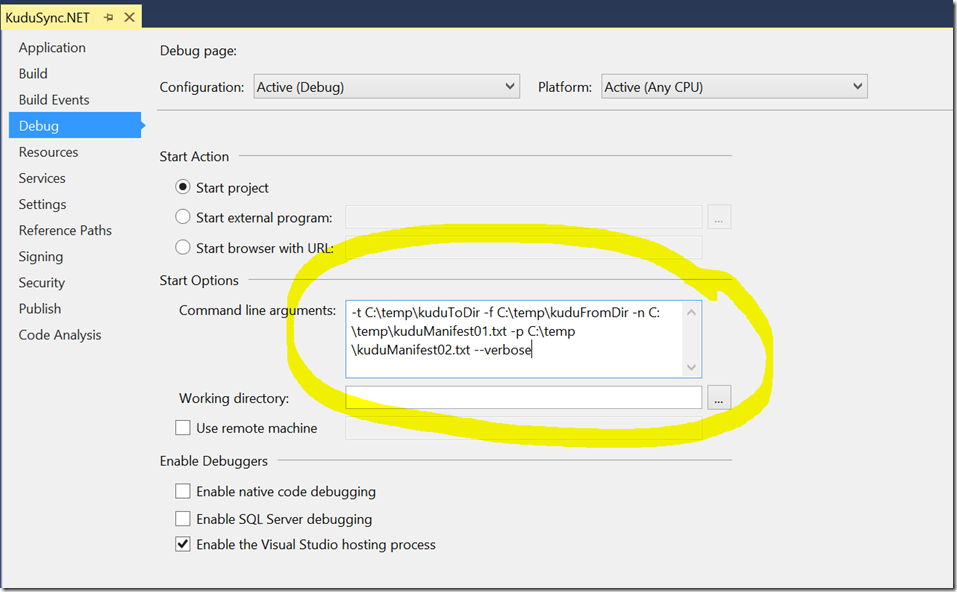 KuduSync.NET
Application
Build
Build Events
Debug
Resources
Services
Settings
Reference Paths
Signing
Security
Publish
Code Analysis
Debug page:
Configuration: Active (Debug) Platform: Active (Any CPU)
Start Action
Start project
Start external program: ...
Start browser with URL:
Start Options
Command line arguments: -t C:\temp\kuduToDir -f C:\temp\kuduFromDir -n C:
\temp\kuduManifest01.txt -p C:\temp
\kuduManifest02.txt --verbose
Working directory: ...
Use remote machine
Enable Debuggers
Enable native code debugging
Enable SQL Server debugging
Enable the Visual Studio hosting process